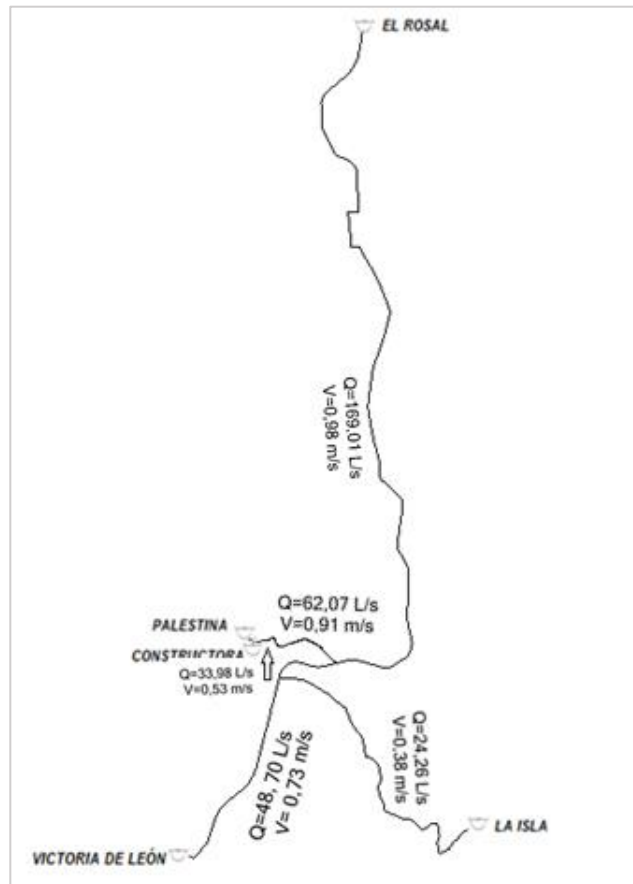 EL ROSAL
Q=169,01 L/s
V=0,98 m/s
Q=62,07 L/s
V=0,91 m/s
PALESTINA
CONSTRUCTORA
Q=33,98 L/s
V=0,53 m/s
Q=48, 70 L/s
V= 0,73 m/s
Q=24,26 L/s
V=0,38 m/s
LA ISLA
VICTORIA DE LEÓN